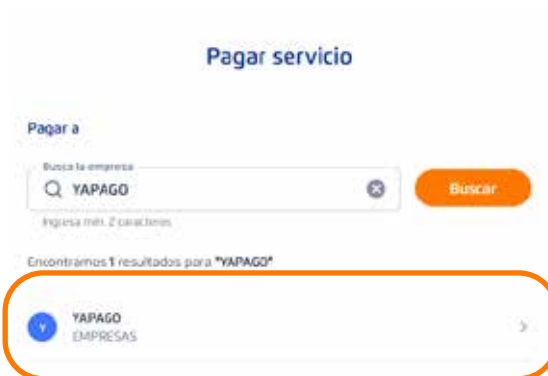 Pagar servicio
Pagar a
Busca la empresa
YAPAGO
Buscar
Ingresa mín. 2 caracteres
Encontramos 1 resultados para "YAPAGO"
Y
YAPAGO
EMPRESAS